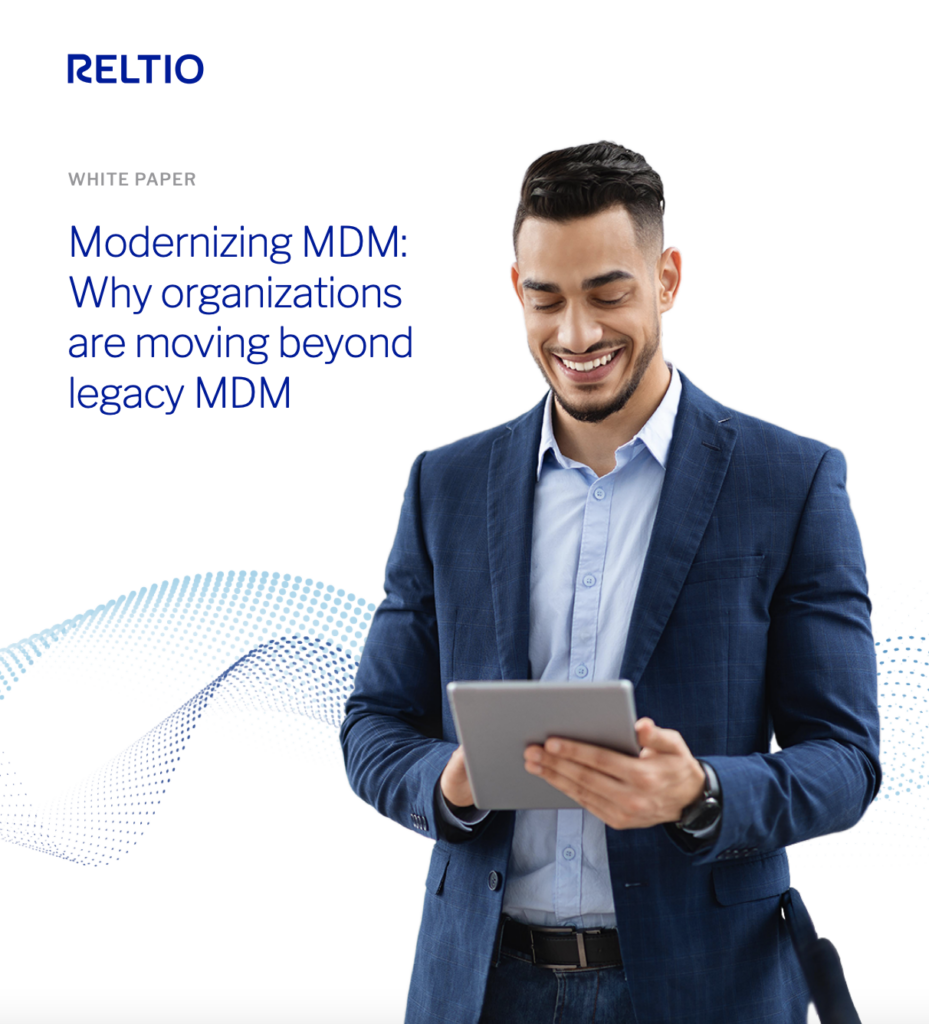 RELTIO
WHITE PAPER
Modernizing MDM:
Why organizations
are moving beyond
legacy MDM